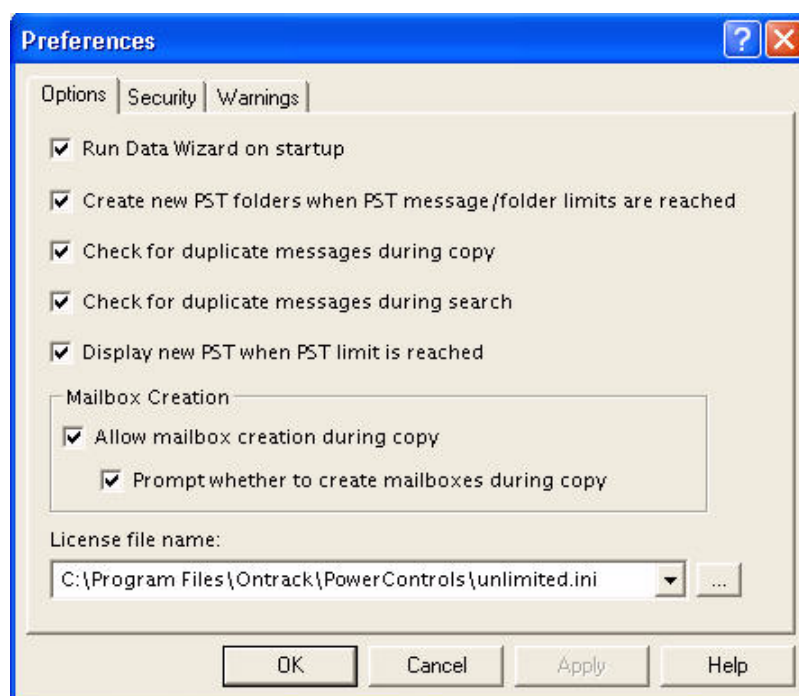 Preferences
Options
Security
Warnings
Run Data Wizard on startup
Create new PST folders when PST message/folder limits are reached
Check for duplicate messages during copy
Check for duplicate messages during search
Display new PST when PST limit is reached
Mailbox Creation
Allow mailbox creation during copy
Prompt whether to create mailboxes during copy
License file name:
C:\Program Files\Ontrack\PowerControls\unlimited.ini
...
OK
Cancel
Apply
Help